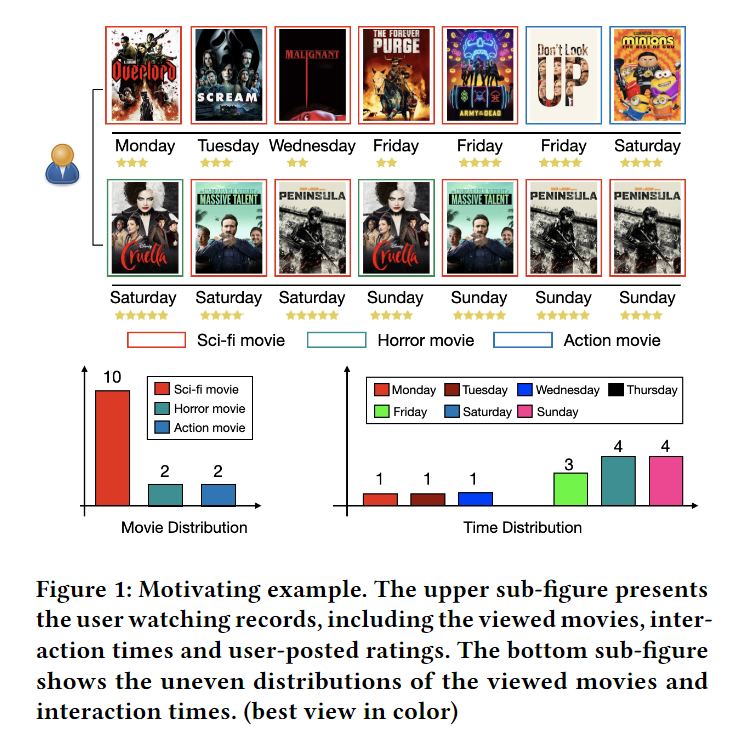 OVERLORD
SCREAM
MALIGNANT
THE FOREVER
PURGE
ARMY OF THE DEAD
Don't Look
UP
minions
THE RISE OF GRU
Monday
Tuesday
Wednesday
Friday
Friday
Friday
Saturday
Disney
Cruella
MASSIVE TALENT
PENINSULA
Disney
Cruella
MASSIVE TALENT
PENINSULA
PENINSULA
Saturday
Saturday
Saturday
Sunday
Sunday
Sunday
Sunday
Sci-fi movie
Horror movie
Action movie
10
2
2
Sci-fi movie
Horror movie
Action movie
Movie Distribution
Monday
Tuesday
Wednesday
Thursday
Friday
Saturday
Sunday
1
1
1
3
4
4
Time Distribution
Figure 1: Motivating example. The upper sub-figure presents
the user watching records, including the viewed movies, inter-
action times and user-posted ratings. The bottom sub-figure
shows the uneven distributions of the viewed movies and
interaction times. (best view in color)